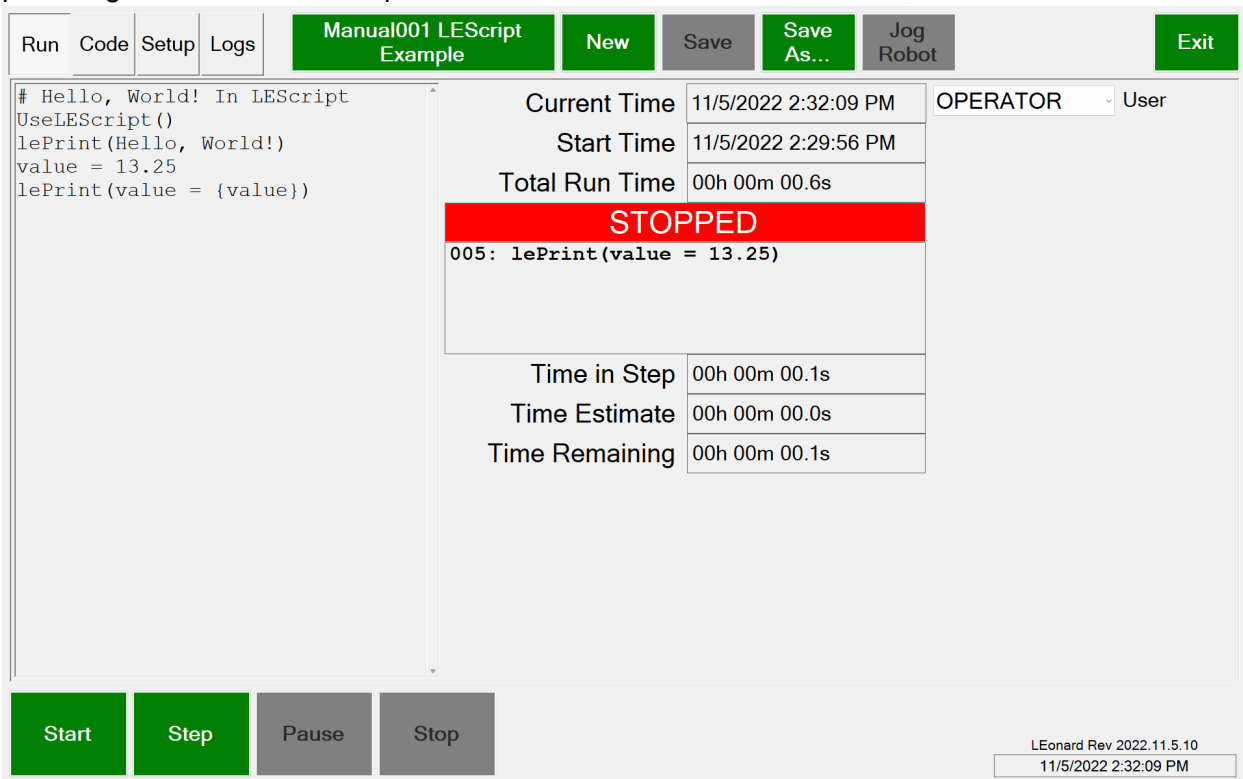 Run Code Setup Logs Manual001 LEScript Example New Save Save As... Jog Robot Exit
# Hello, World! In LEScript
UseLEScript()
lePrint(Hello, World!)
value = 13.25
lePrint(value = {value})
Current Time 11/5/2022 2:32:09 PM OPERATOR User
Start Time 11/5/2022 2:29:56 PM
Total Run Time 00h 00m 00.6s
STOPPED
005: lePrint(value = 13.25)
Time in Step 00h 00m 00.1s
Time Estimate 00h 00m 00.0s
Time Remaining 00h 00m 00.1s
Start Step Pause Stop
LEonard Rev 2022.11.5.10
11/5/2022 2:32:09 PM